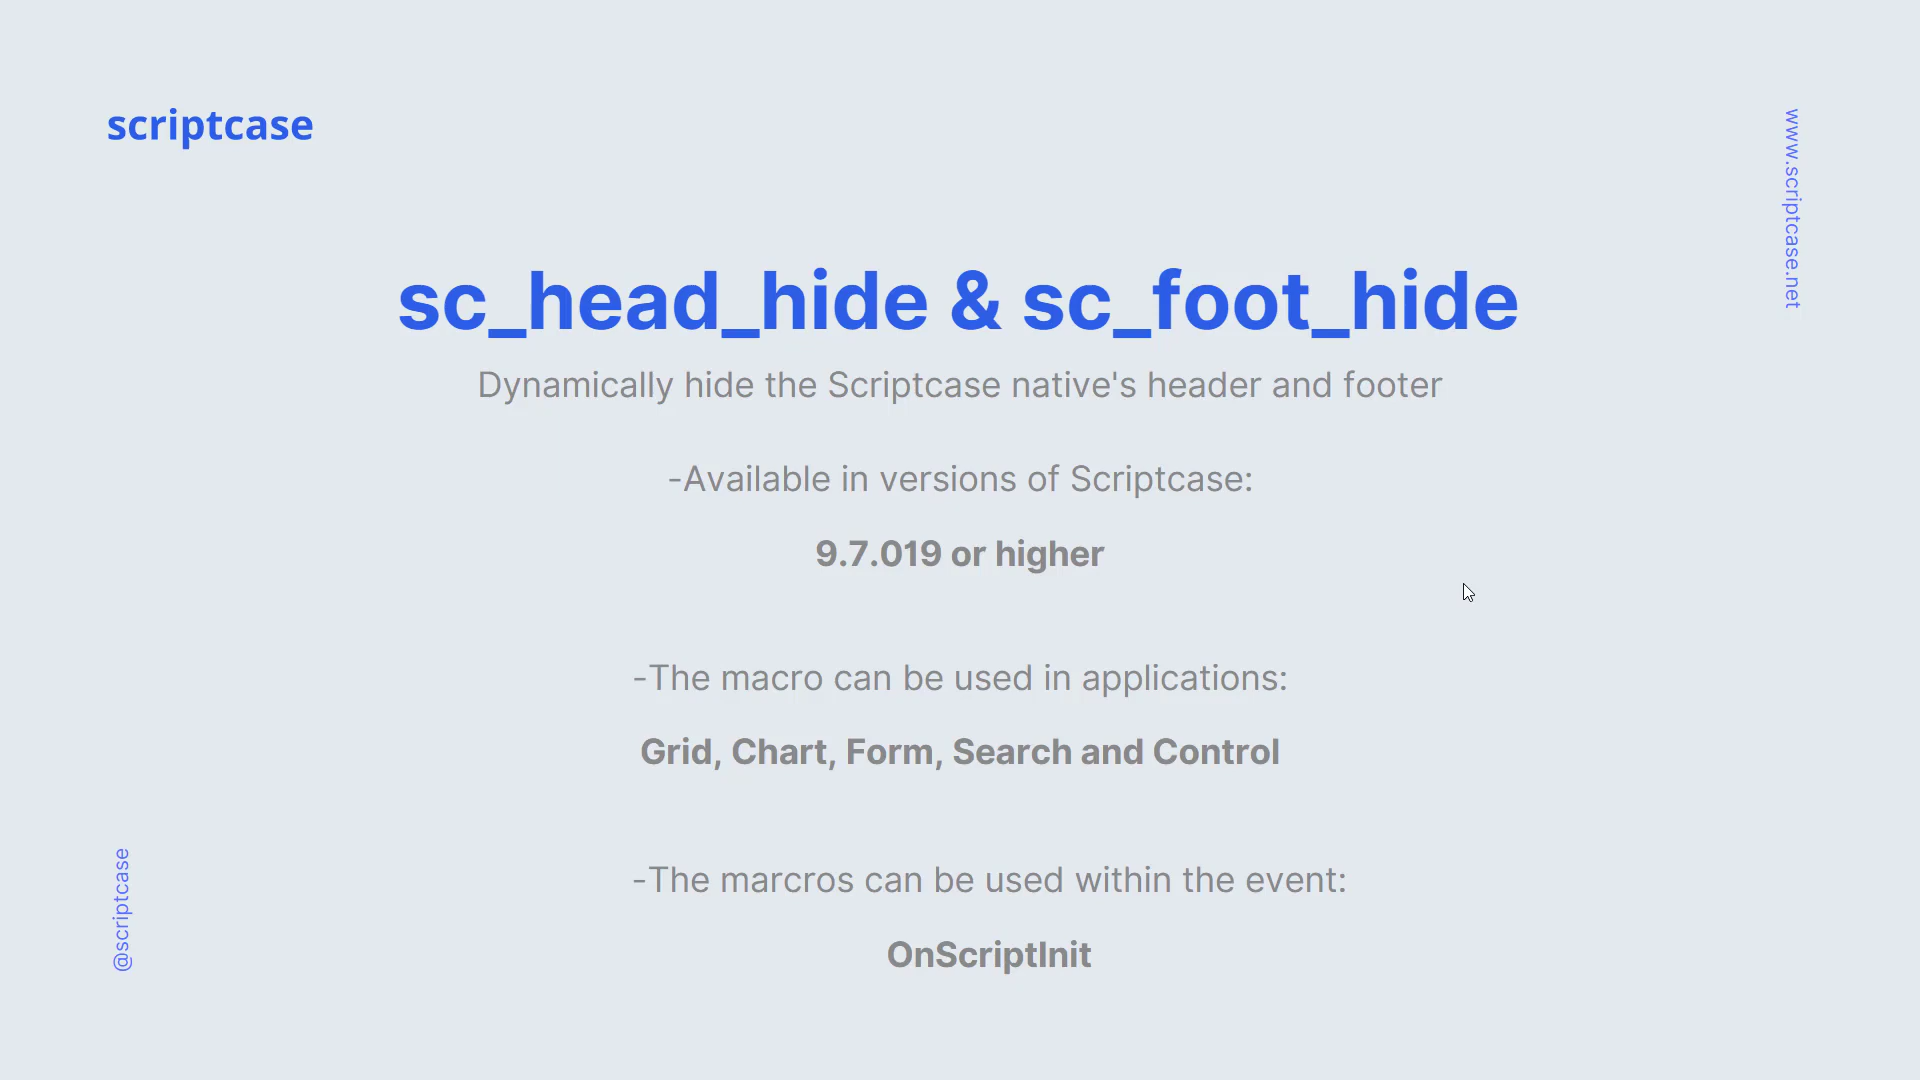 scriptcase
www.scriptcase.net
sc_head_hide & sc_foot_hide
Dynamically hide the Scriptcase native's header and footer
-Available in versions of Scriptcase:
9.7.019 or higher
-The macro can be used in applications:
Grid, Chart, Form, Search and Control
-The marcros can be used within the event:
OnScriptInit
@scriptcase